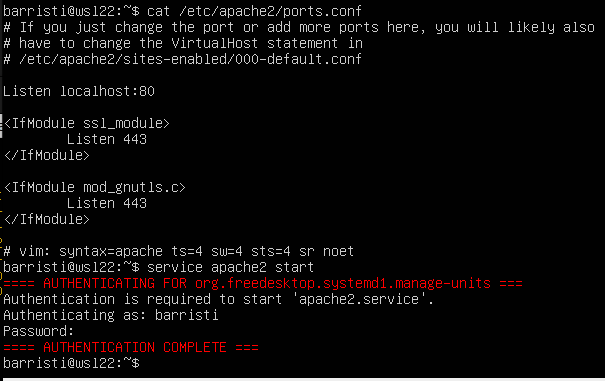 barristi@wsl22:~$ cat /etc/apache2/ports.conf
# If you just change the port or add more ports here, you will likely also
# have to change the VirtualHost statement in
# /etc/apache2/sites-enabled/000-default.conf

Listen localhost:80

<IfModule ssl_module>
        Listen 443
</IfModule>

<IfModule mod_gnutls.c>
        Listen 443
</IfModule>

# vim: syntax=apache ts=4 sw=4 sts=4 sr noet
barristi@wsl22:~$ service apache2 start
==== AUTHENTICATING FOR org.freedesktop.systemd1.manage-units ===
Authentication is required to start 'apache2.service'.
Authenticating as: barristi
Password:
==== AUTHENTICATION COMPLETE ===
barristi@wsl22:~$